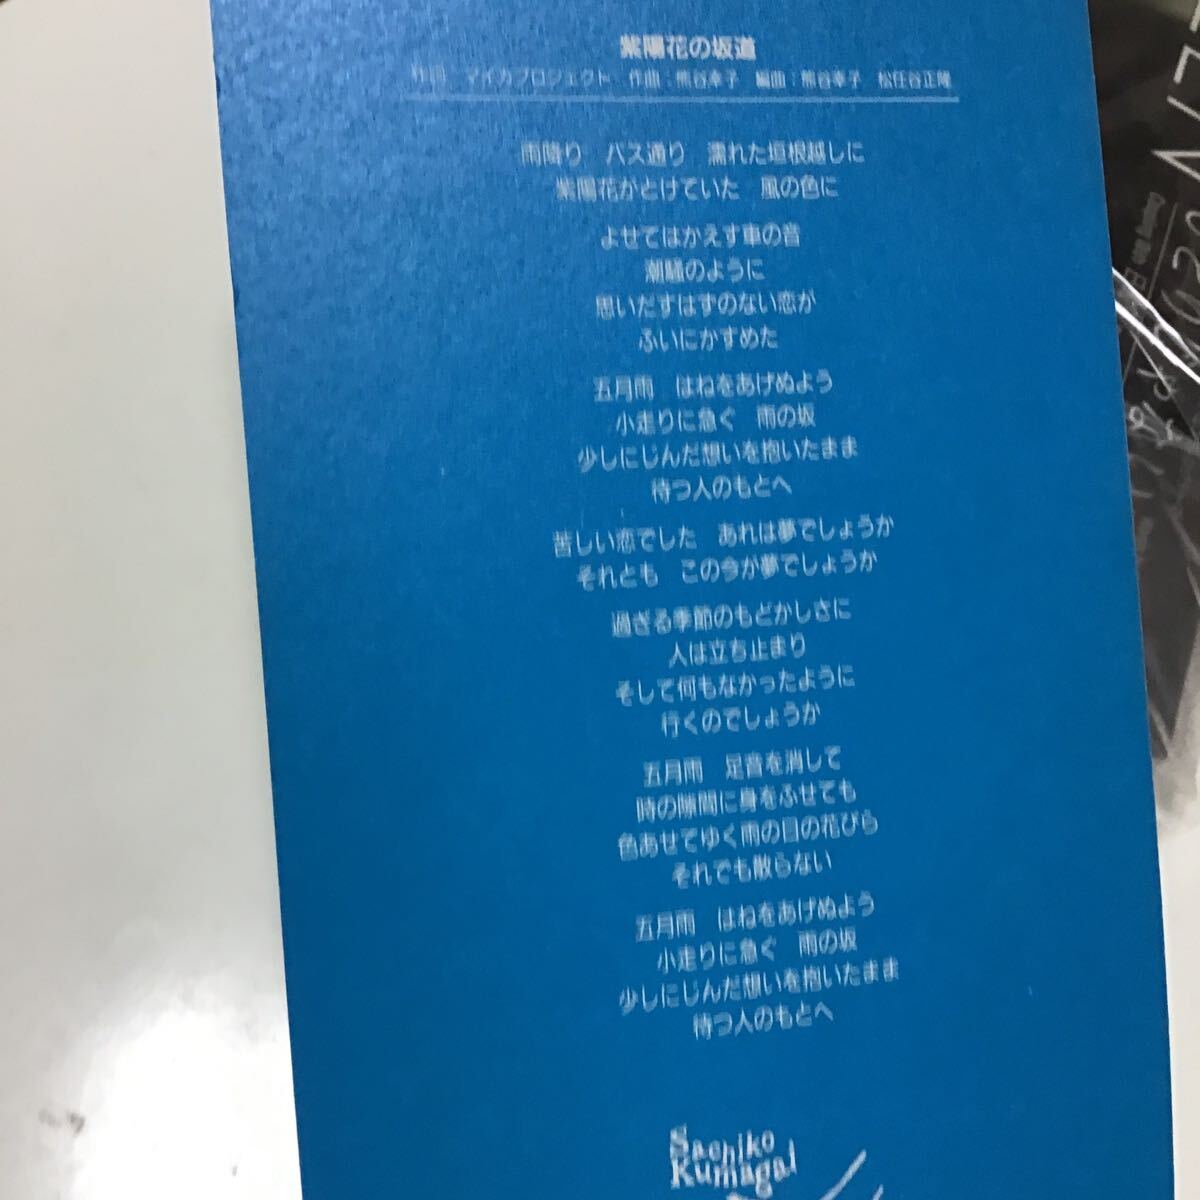 紫陽花の坂道
作詞:マイカプロジェクト 作曲:熊谷幸子 編曲:熊谷幸子 松任谷正隆
雨降り バス通り 濡れた垣根越しに
紫陽花がとけていた 風の色に
よせてはかえす車の音
潮騒のように
思いだすはずのない恋が
ふいにかすめた
五月雨 はねをあげぬよう
小走りに急ぐ 雨の坂
少しにじんだ想いを抱いたまま
待つ人のもとへ
苦しい恋でした あれは夢でしょうか
それとも この今が夢でしょうか
過ぎる季節のもどかしさに
人は立ち止まり
そして何もなかったように
行くのでしょうか
五月雨 足音を消して
時の隙間に身をふせても
色あせてゆく雨の日の花びら
それでも散らない
五月雨 はねをあげぬよう
小走りに急ぐ 雨の坂
少しにじんだ想いを抱いたまま
待つ人のもとへ
Sachiko
Kumagai